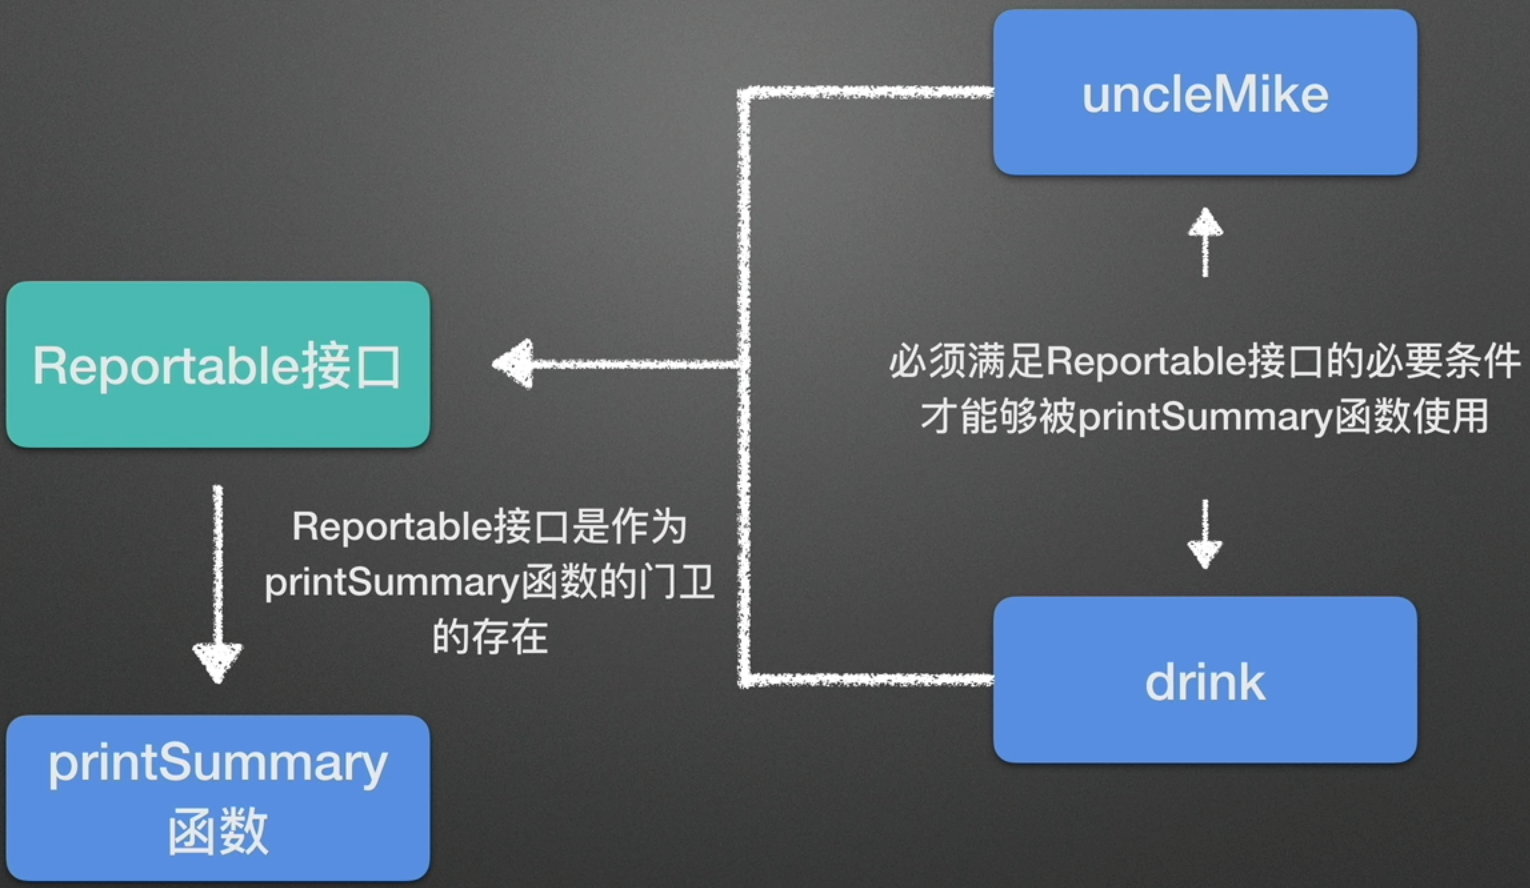 uncleMike
Reportable接口
必须满足Reportable接口的必要条件
才能够被printSummary函数使用
Reportable接口是作为
printSummary函数的门卫
的存在
drink
printSummary
函数